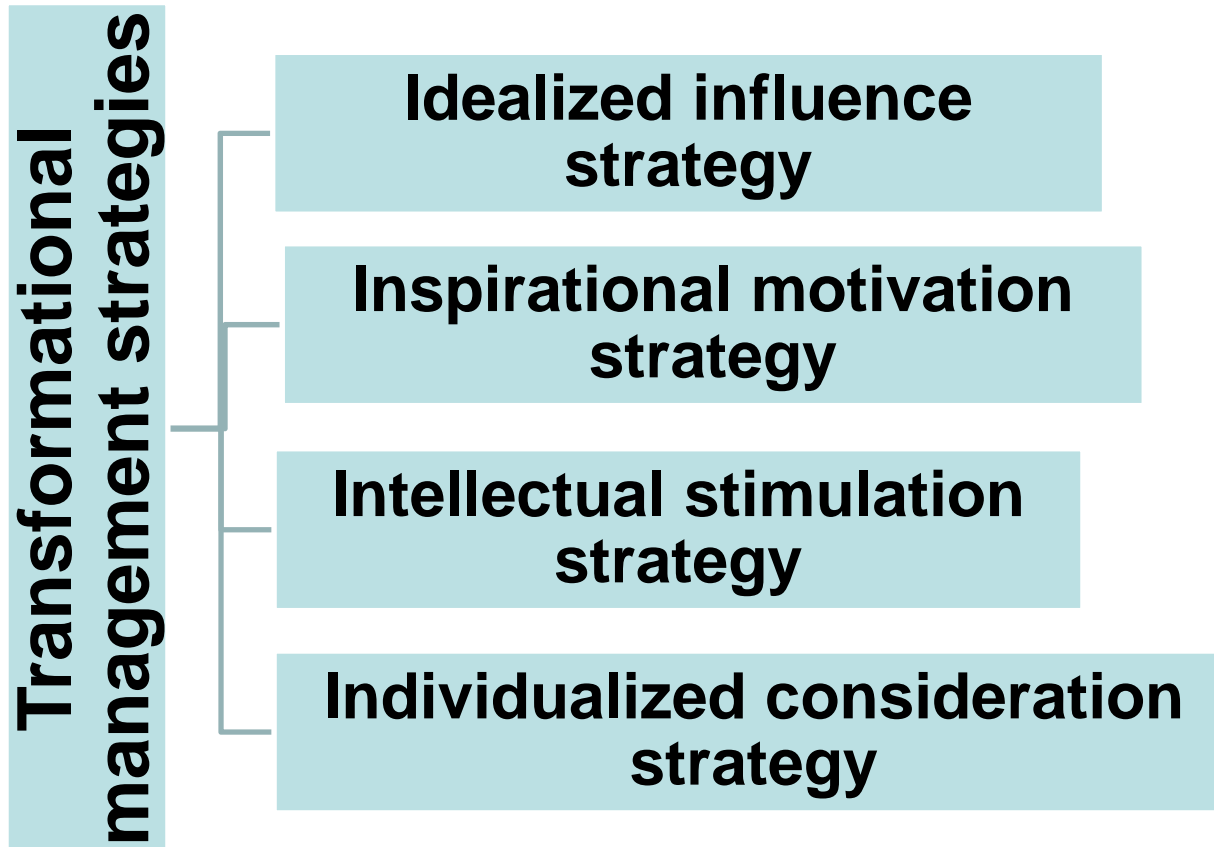 Transformational
management strategies
Idealized influence
strategy
Inspirational motivation
strategy
Intellectual stimulation
strategy
Individualized consideration
strategy